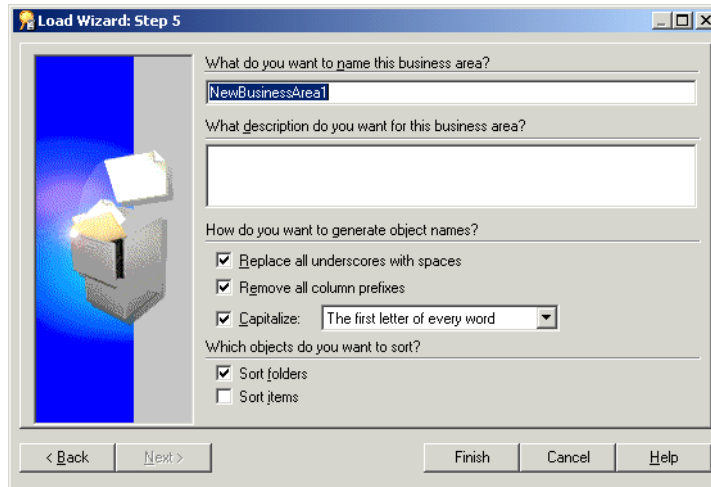 Load Wizard: Step 5
What do you want to name this business area?
NewBusinessArea1
What description do you want for this business area?
How do you want to generate object names?
Replace all underscores with spaces
Remove all column prefixes
Capitalize: The first letter of every word
Which objects do you want to sort?
Sort folders
Sort items
< Back Next > Finish Cancel Help